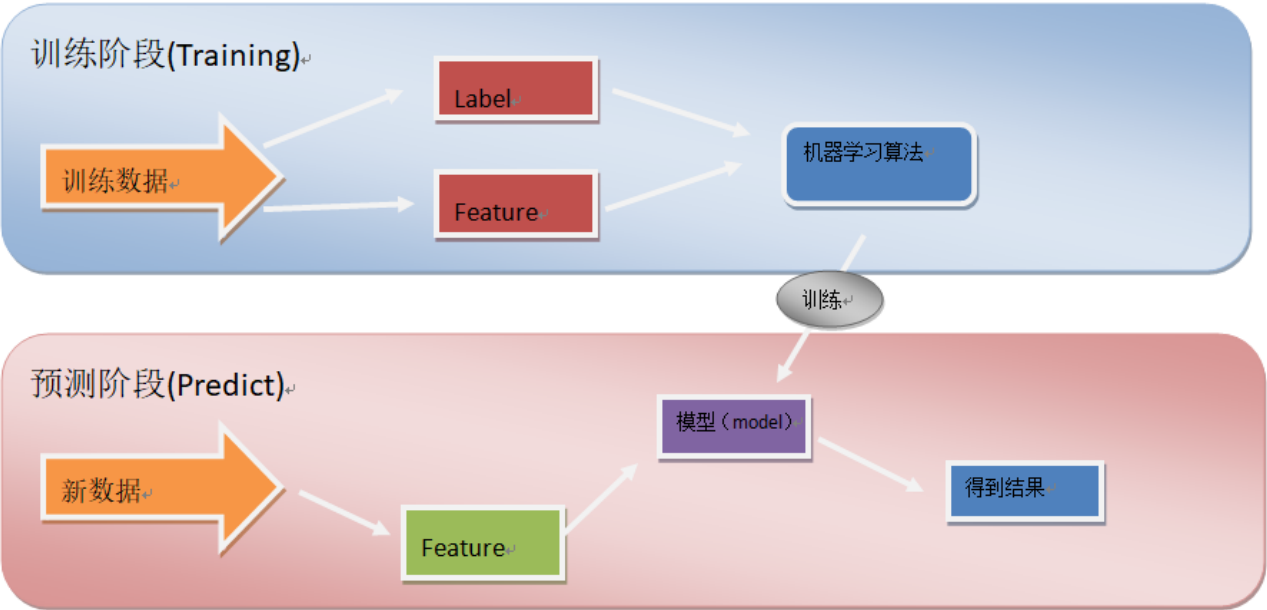 训练阶段(Training)
Label
机器学习算法
训练数据
Feature
训练
预测阶段(Predict)
模型（model）
新数据
得到结果
Feature